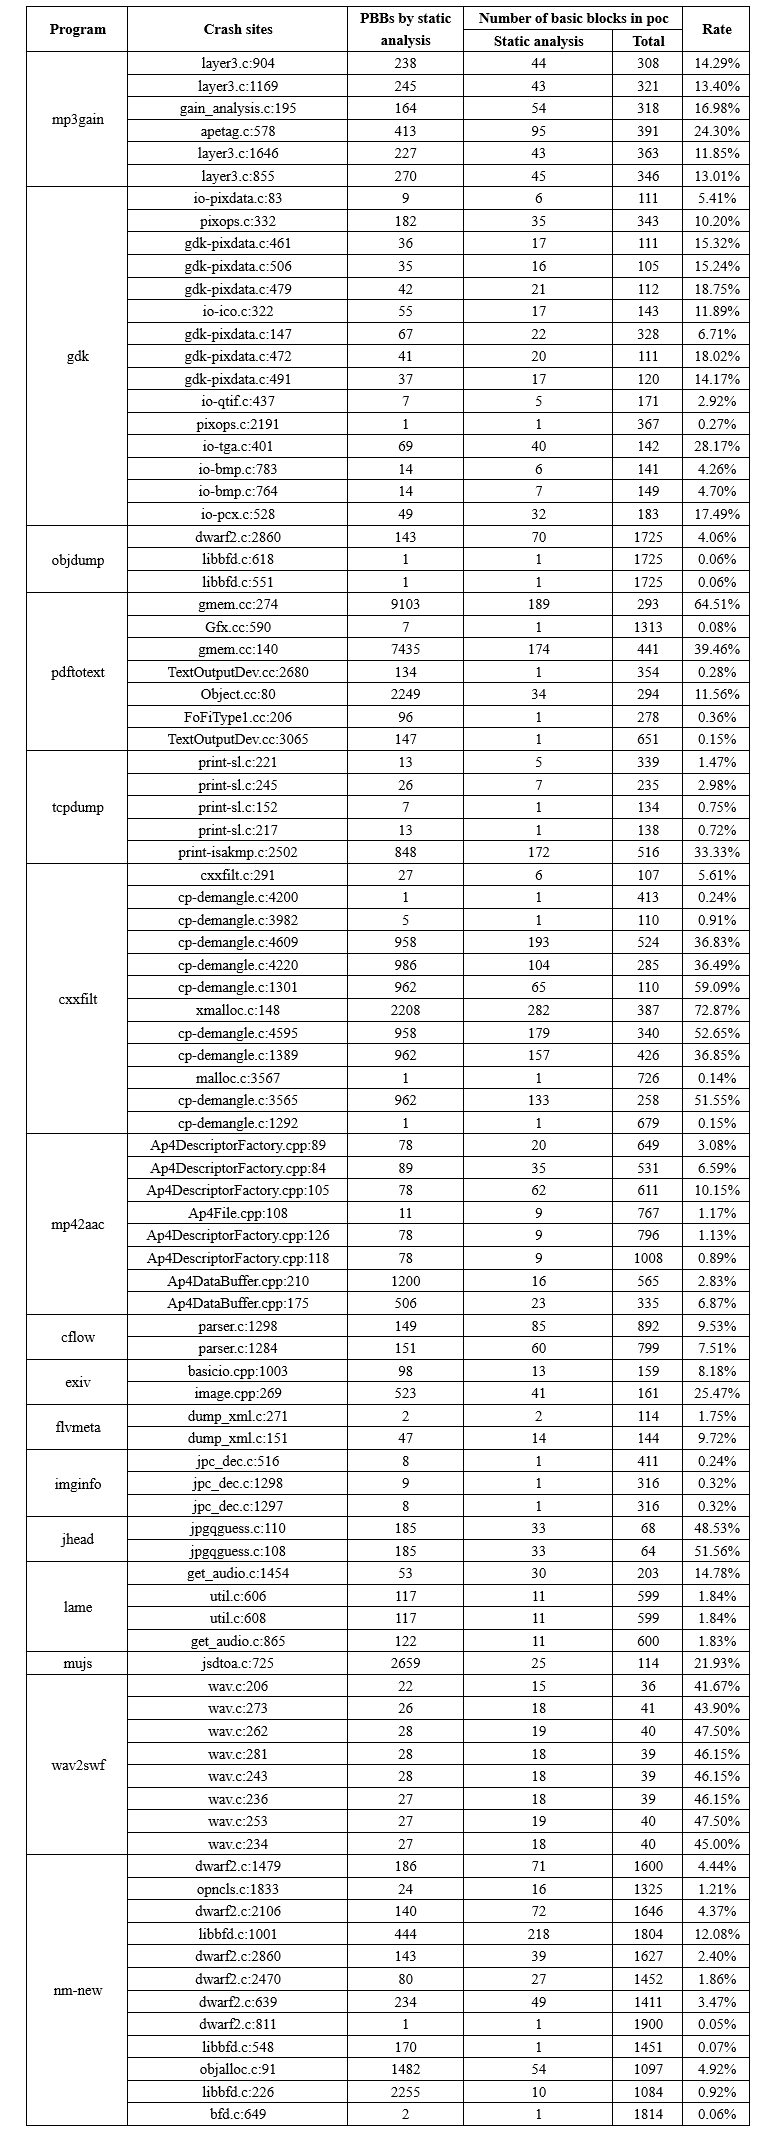 Program Crash sites PBBs by static analysis Number of basic blocks in poc Rate
Static analysis Total
mp3gain layer3.c:904 238 44 308 14.29%
layer3.c:1169 245 43 321 13.40%
gain_analysis.c:195 164 54 318 16.98%
apetag.c:578 413 95 391 24.30%
layer3.c:1646 227 43 363 11.85%
layer3.c:855 270 45 346 13.01%
gdk io-pixdata.c:83 9 6 111 5.41%
pixops.c:332 182 35 343 10.20%
gdk-pixdata.c:461 36 17 111 15.32%
gdk-pixdata.c:506 35 16 105 15.24%
gdk-pixdata.c:479 42 21 112 18.75%
io-ico.c:322 55 17 143 11.89%
gdk-pixdata.c:147 67 22 328 6.71%
gdk-pixdata.c:472 41 20 111 18.02%
gdk-pixdata.c:491 37 17 120 14.17%
io-qtif.c:437 7 5 171 2.92%
pixops.c:2191 1 1 367 0.27%
io-tga.c:401 69 40 142 28.17%
io-bmp.c:783 14 6 141 4.26%
io-bmp.c:764 14 7 149 4.70%
io-pcx.c:528 49 32 183 17.49%
objdump dwarf2.c:2860 143 70 1725 4.06%
libbfd.c:618 1 1 1725 0.06%
libbfd.c:551 1 1 1725 0.06%
pdftotext gmem.cc:274 9103 189 293 64.51%
Gfx.cc:590 7 1 1313 0.08%
gmem.cc:140 7435 174 441 39.46%
TextOutputDev.cc:2680 134 1 354 0.28%
Object.cc:80 2249 34 294 11.56%
FoFiType1.cc:206 96 1 278 0.36%
TextOutputDev.cc:3065 147 1 651 0.15%
tcpdump print-sl.c:221 13 5 339 1.47%
print-sl.c:245 26 7 235 2.98%
print-sl.c:152 7 1 134 0.75%
print-sl.c:217 13 1 138 0.72%
print-isakmp.c:2502 848 172 516 33.33%
cxxfilt cxxfilt.c:291 27 6 107 5.61%
cp-demangle.c:4200 1 1 413 0.24%
cp-demangle.c:3982 5 1 110 0.91%
cp-demangle.c:4609 958 193 524 36.83%
cp-demangle.c:4220 986 104 285 36.49%
cp-demangle.c:1301 962 65 110 59.09%
xmalloc.c:148 2208 282 387 72.87%
cp-demangle.c:4595 958 179 340 52.65%
cp-demangle.c:1389 962 157 426 36.85%
malloc.c:3567 1 1 726 0.14%
cp-demangle.c:3565 962 133 258 51.55%
cp-demangle.c:1292 1 1 679 0.15%
mp42aac Ap4DescriptorFactory.cpp:89 78 20 649 3.08%
Ap4DescriptorFactory.cpp:84 89 35 531 6.59%
Ap4DescriptorFactory.cpp:105 78 62 611 10.15%
Ap4File.cpp:108 11 9 767 1.17%
Ap4DescriptorFactory.cpp:126 78 9 796 1.13%
Ap4DescriptorFactory.cpp:118 78 9 1008 0.89%
Ap4DataBuffer.cpp:210 1200 16 565 2.83%
Ap4DataBuffer.cpp:175 506 23 335 6.87%
cflow parser.c:1298 149 85 892 9.53%
parser.c:1284 151 60 799 7.51%
exiv basicio.cpp:1003 98 13 159 8.18%
image.cpp:269 523 41 161 25.47%
flvmeta dump_xml.c:271 2 2 114 1.75%
dump_xml.c:151 47 14 144 9.72%
imginfo jpc_dec.c:516 8 1 411 0.24%
jpc_dec.c:1298 9 1 316 0.32%
jpc_dec.c:1297 8 1 316 0.32%
jhead jpgqguess.c:110 185 33 68 48.53%
jpgqguess.c:108 185 33 64 51.56%
lame get_audio.c:1454 53 30 203 14.78%
util.c:606 117 11 599 1.84%
util.c:608 117 11 599 1.84%
get_audio.c:865 122 11 600 1.83%
mujs jsdtoa.c:725 2659 25 114 21.93%
wav2swf wav.c:206 22 15 36 41.67%
wav.c:273 26 18 41 43.90%
wav.c:262 28 19 40 47.50%
wav.c:281 28 18 39 46.15%
wav.c:243 28 18 39 46.15%
wav.c:236 27 18 39 46.15%
wav.c:253 27 19 40 47.50%
wav.c:234 27 18 40 45.00%
nm-new dwarf2.c:1479 186 71 1600 4.44%
opncls.c:1833 24 16 1325 1.21%
dwarf2.c:2106 140 72 1646 4.37%
libbfd.c:1001 444 218 1804 12.08%
dwarf2.c:2860 143 39 1627 2.40%
dwarf2.c:2470 80 27 1452 1.86%
dwarf2.c:639 234 49 1411 3.47%
dwarf2.c:811 1 1 1900 0.05%
libbfd.c:548 170 1 1451 0.07%
objalloc.c:91 1482 54 1097 4.92%
libbfd.c:226 2255 10 1084 0.92%
bfd.c:649 2 1 1814 0.06%